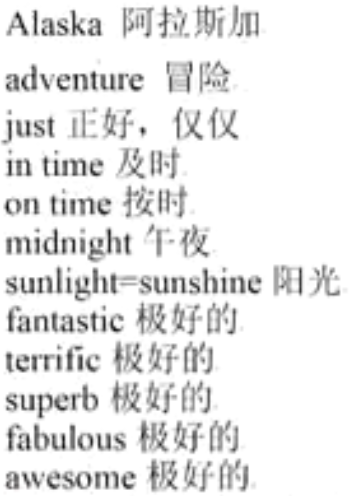 Alaska 阿拉斯加
adventure 冒险
just 正好，仅仅
in time 及时
on time 按时
midnight 午夜
sunlight=sunshine 阳光
fantastic 极好的
terrific 极好的
superb 极好的
fabulous 极好的
awesome 极好的